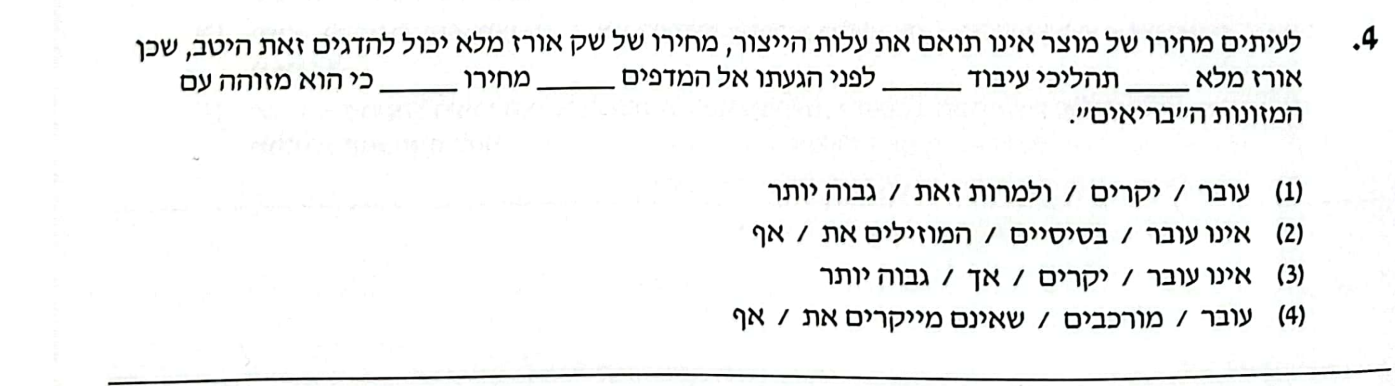 4. לעיתים מחירו של מוצר אינו תואם את עלות הייצור, מחירו של שק אורז מלא יכול להדגים זאת היטב, שכן
אורז מלא _____ תהליכי עיבוד _____ לפני הגעתו אל המדפים _____ מחירו _____ כי הוא מזוהה עם
המזונות ה"בריאים".
(1) עובר / יקרים / ולמרות זאת / גבוה יותר
(2) אינו עובר / בסיסיים / המוזילים את / אף
(3) אינו עובר / יקרים / אך / גבוה יותר
(4) עובר / מורכבים / שאינם מייקרים את / אף